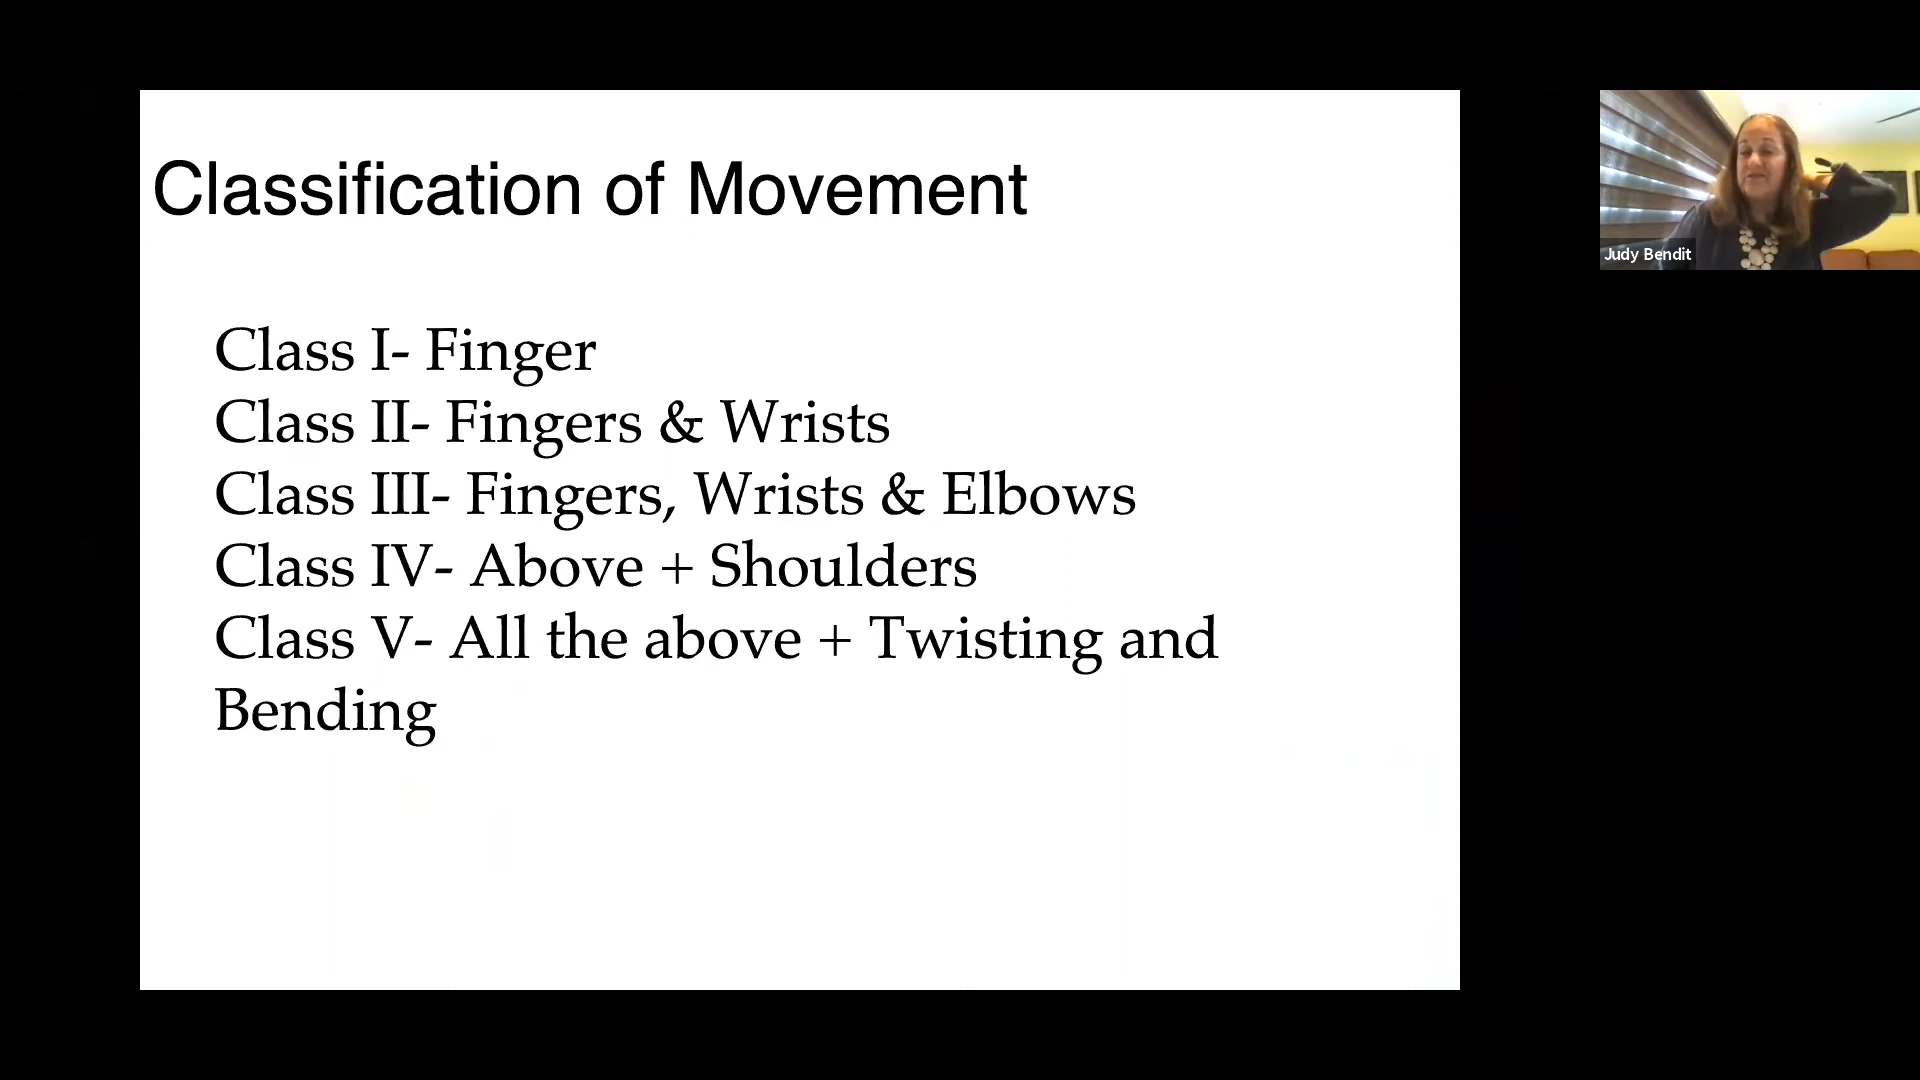 Classification of Movement
Class I- Finger
Class II- Fingers & Wrists
Class III- Fingers, Wrists & Elbows
Class IV- Above + Shoulders
Class V- All the above + Twisting and
Bending
Judy Bendit